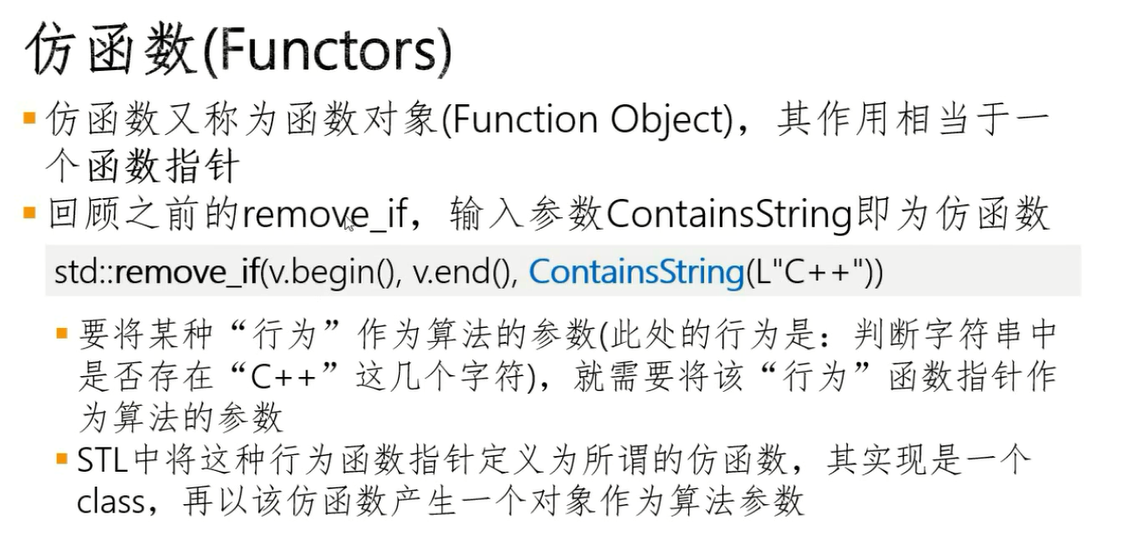 仿函数(Functors)
仿函数又称为函数对象(Function Object)，其作用相当于一
个函数指针
回顾之前的remove_if，输入参数ContainsString即为仿函数
std::remove_if(v.begin(), v.end(), ContainsString(L"C++"))
要将某种“行为”作为算法的参数(此处的行为是：判断字符串中
是否存在“C++”这几个字符)，就需要将该“行为”函数指针作
为算法的参数
STL中将这种行为函数指针定义为所谓的仿函数，其实现是一个
class，再以该仿函数产生一个对象作为算法参数